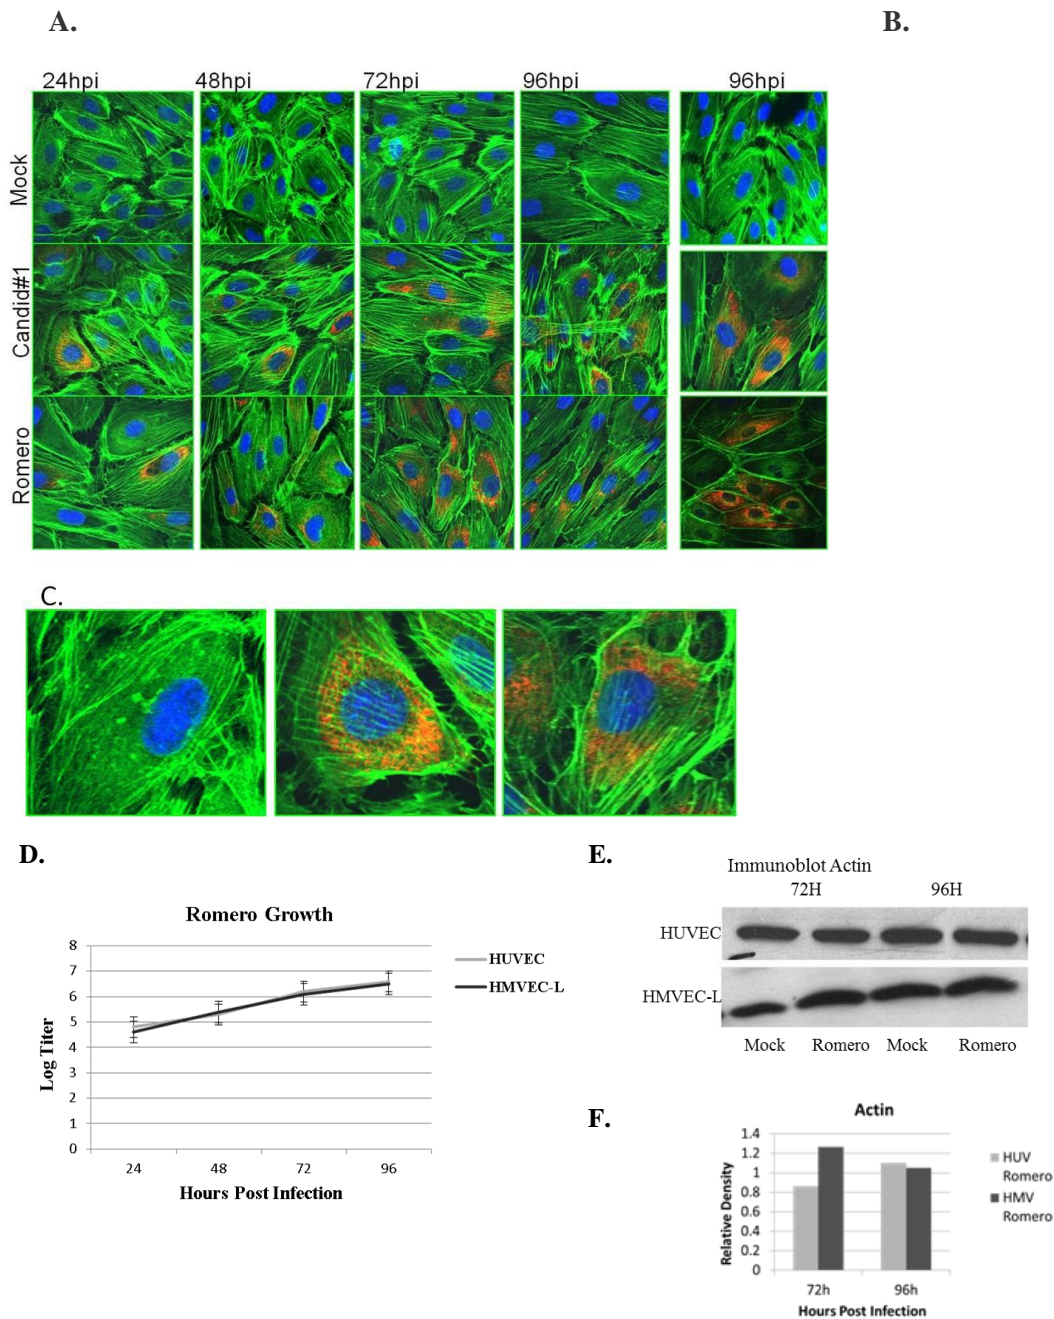 A.
B.
24hpi 48hpi 72hpi 96hpi 96hpi
Mock
Candid#1
Romero
C.
D.
Romero Growth
8
7
6
5
4
3
2
1
0
Log Titer
24 48 72 96
Hours Post Infection
HUVEC
HMVEC-L
E.
Immunoblot Actin
72H 96H
HUVEC
HMVEC-L
Mock Romero Mock Romero
F.
Actin
1.4
1.2
1
0.8
0.6
0.4
0.2
0
Relative Density
72h 96h
Hours Post Infection
HUV
Romero
HMV
Romero